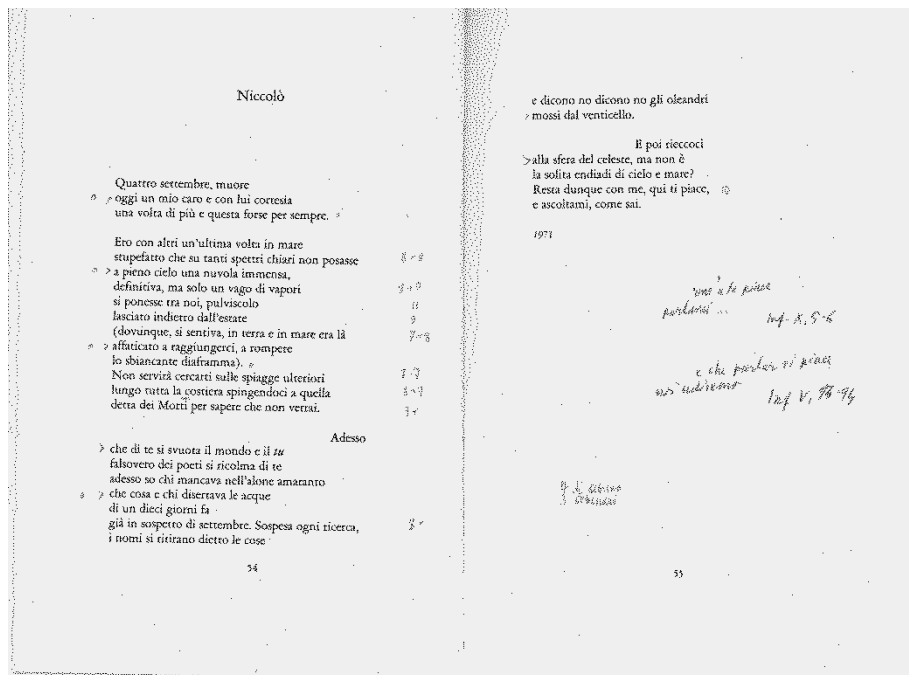 Niccolò
Quattro settembre, muore
oggi un mio caro e con lui cortesia
una volta di più e questa forse per sempre.
Ero con altri un'ultima volta in mare
stupefatto che su tanti spettri chiari non posasse
a pieno cielo una nuvola immensa,
definitiva, ma solo un vago di vapori
si ponesse tra noi, pulviscolo
lasciato indietro dall'estate
(dovunque, si sentiva, in terra e in mare era là
affaticato a raggiungerci, a rompere
lo sbiancante diaframma).
Non servirà cercarti sulle spiagge ulteriori
lungo tutta la costiera spingendoci a quella
detta dei Morti per sapere che non verrai.
Adesso
che di te si svuota il mondo e il tu
falsovero dei poeti si ricolma di te
adesso so chi mancava nell'alone amaranto
che cosa e chi disertava le acque
di un dieci giorni fa
già in sospetto di settembre. Sospesa ogni ricerca,
i nomi si ritirano dietro le cose
54
e dicono no dicono no gli oleandri
mossi dal venticello.
E poi rieccoci
alla sfera del celeste, ma non è
la solita endiadi di cielo e mare?
Resta dunque con me, qui ti piace,
e ascoltami, come sai.
1971
a te piace
parlami ...
Inf. X, 5-6
e che parlar vi piace
noi udiremo
Inf V, 94
55